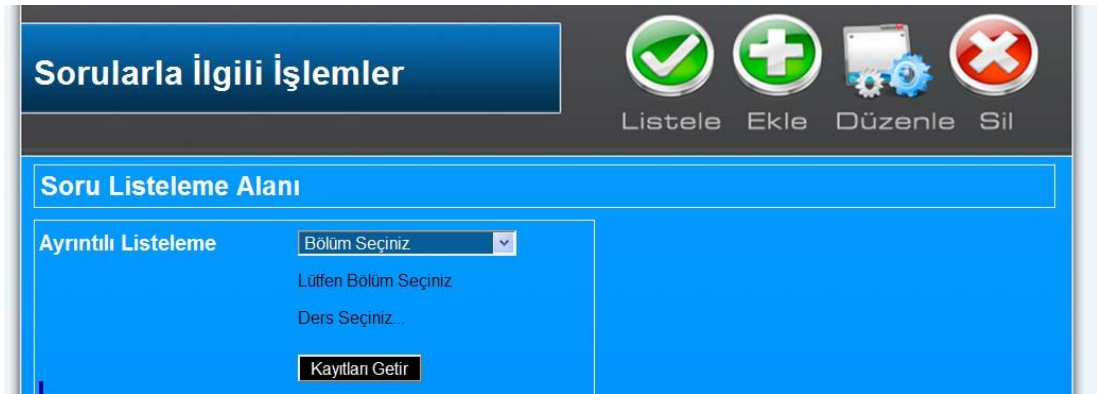 Sorularla İlgili İşlemler
Listele Ekle Düzenle Sil
Soru Listeleme Alanı
Ayrıntılı Listeleme Bölüm Seçiniz
Lütfen Bölüm Seçiniz
Ders Seçiniz...
Kayıtları Getir